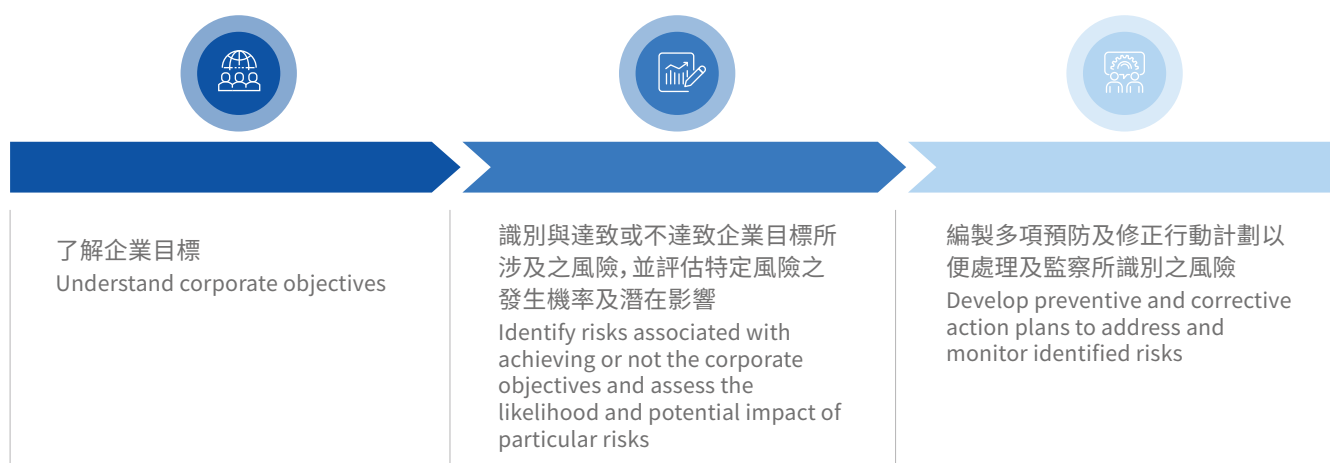 了解企業目標
Understand corporate objectives
識別與達致或不達致企業目標所
涉及之風險，並評估特定風險之
發生機率及潛在影響
Identify risks associated with
achieving or not the corporate
objectives and assess the
likelihood and potential impact of
particular risks
編製多項預防及修正行動計劃以
便處理及監察所識別之風險
Develop preventive and corrective
action plans to address and
monitor identified risks